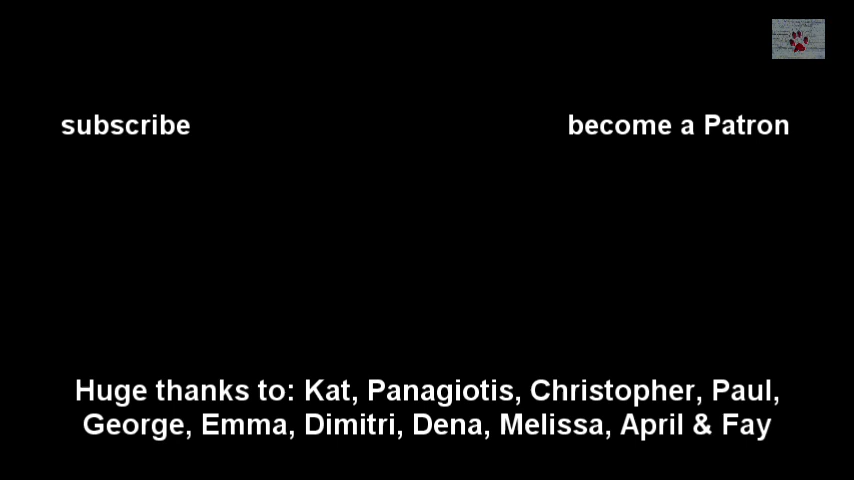 subscribe
become a Patron
Huge thanks to: Kat, Panagiotis, Christopher, Paul,
George, Emma, Dimitri, Dena, Melissa, April & Fay